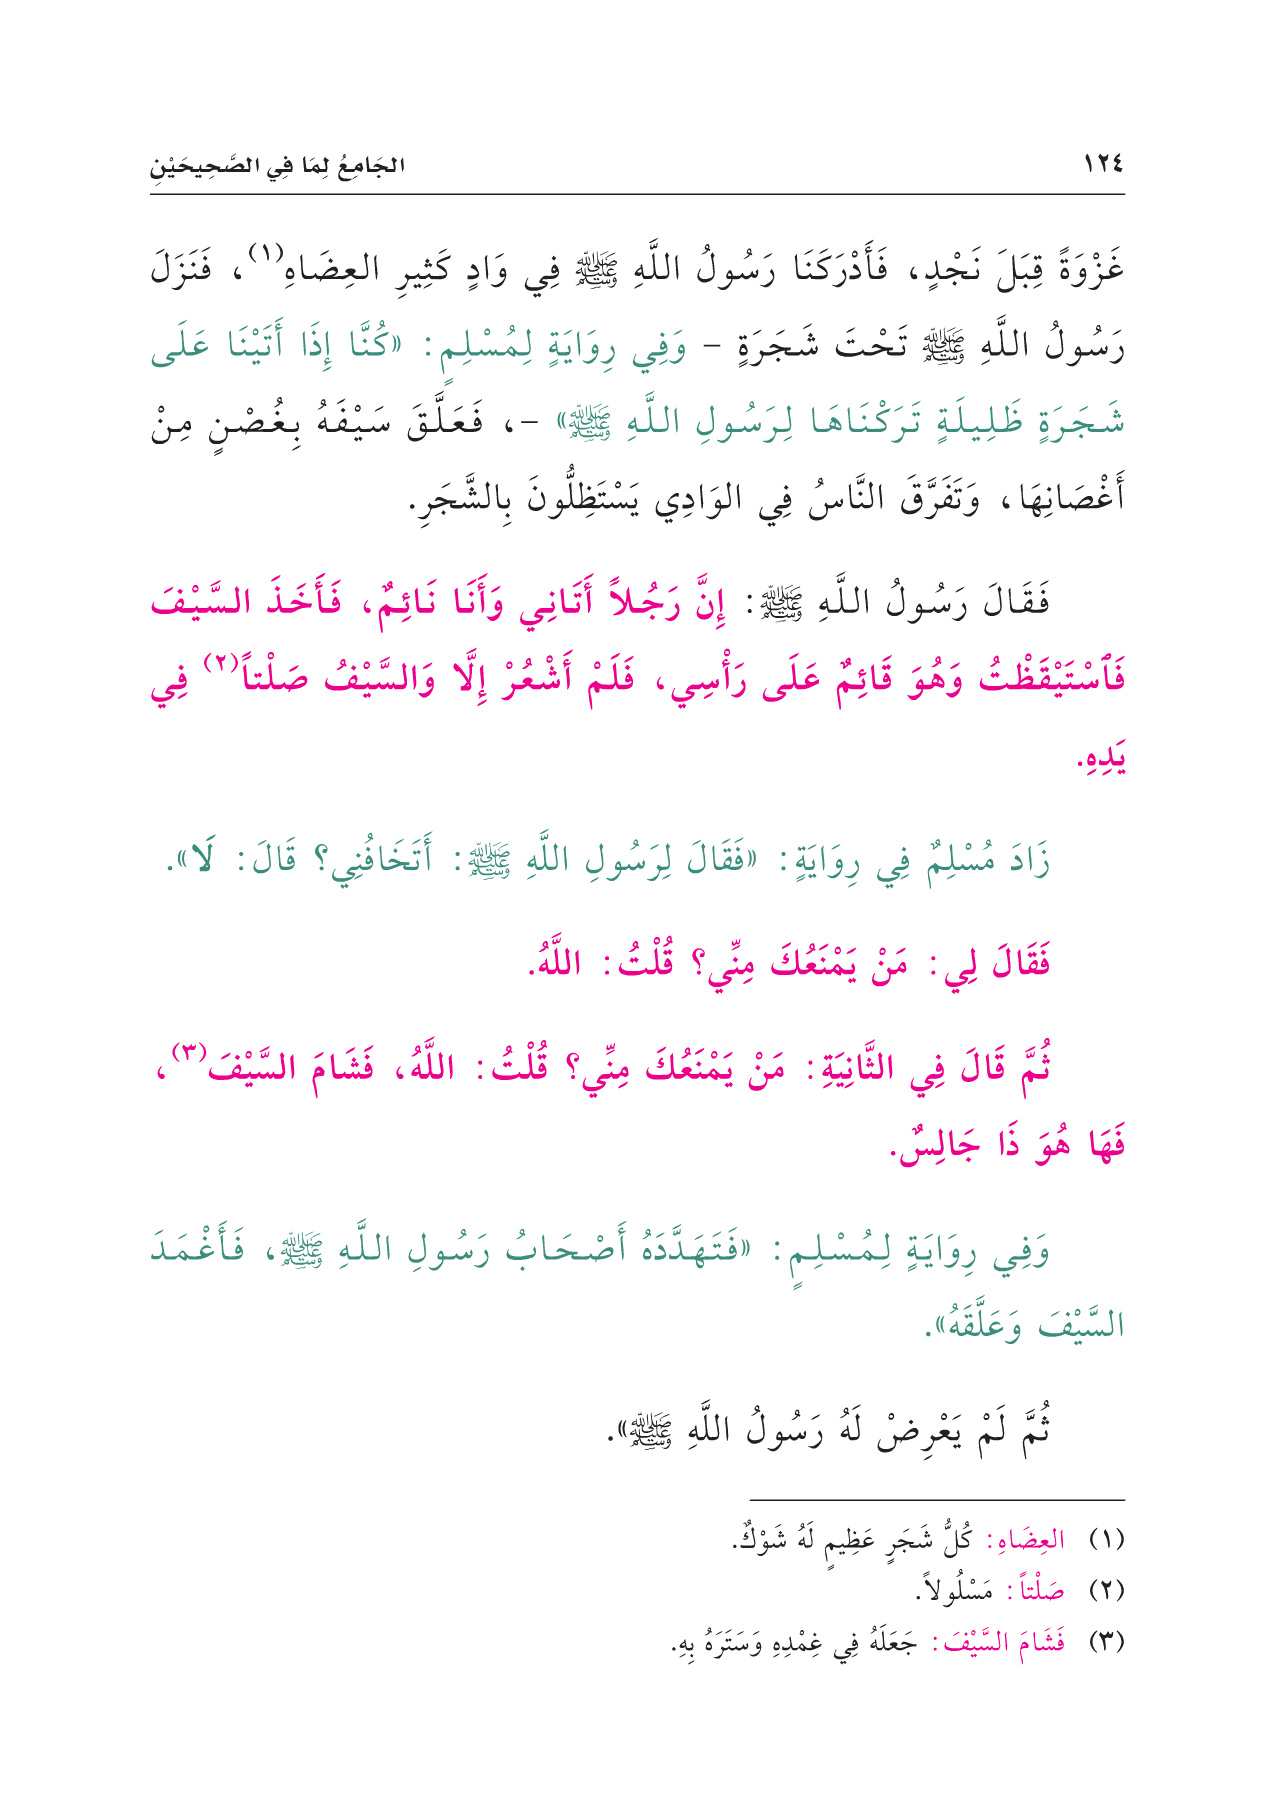 ١٢٤ الجَامِعُ لِمَا فِي الصَّحِيحَيْنِ
غَزْوَةً قِبَلَ نَجْدٍ، فَأَدْرَكَنَا رَسُولُ اللَّهِ ﷺ فِي وَادٍ كَثِيرِ العِضَاهِ(١)، فَنَزَلَ
رَسُولُ اللَّهِ ﷺ تَحْتَ شَجَرَةٍ - وَفِي رِوَايَةٍ لِمُسْلِمٍ: «كُنَّا إِذَا أَتَيْنَا عَلَى
شَجَرَةٍ ظَلِيلَةٍ تَرَكْنَاهَا لِرَسُولِ اللَّهِ ﷺ» -، فَعَلَّقَ سَيْفَهُ بِغُصْنٍ مِنْ
أَغْصَانِهَا، وَتَفَرَّقَ النَّاسُ فِي الوَادِي يَسْتَظِلُّونَ بِالشَّجَرِ.
فَقَالَ رَسُولُ اللَّهِ ﷺ: إِنَّ رَجُلاً أَتَانِي وَأَنَا نَائِمٌ، فَأَخَذَ السَّيْفَ
فَٱسْتَيْقَظْتُ وَهُوَ قَائِمٌ عَلَى رَأْسِي، فَلَمْ أَشْعُرْ إِلَّا وَالسَّيْفُ صَلْتاً(٢) فِي
يَدِهِ.
زَادَ مُسْلِمٌ فِي رِوَايَةٍ: «فَقَالَ لِرَسُولِ اللَّهِ ﷺ: أَتَخَافُنِي؟ قَالَ: لَا».
فَقَالَ لِي: مَنْ يَمْنَعُكَ مِنِّي؟ قُلْتُ: اللَّهُ.
ثُمَّ قَالَ فِي الثَّانِيَةِ: مَنْ يَمْنَعُكَ مِنِّي؟ قُلْتُ: اللَّهُ، فَشَامَ السَّيْفَ(٣)،
فَهَا هُوَ ذَا جَالِسٌ.
وَفِي رِوَايَةٍ لِمُسْلِمٍ: «فَتَهَدَّدَهُ أَصْحَابُ رَسُولِ اللَّهِ ﷺ، فَأَغْمَدَ
السَّيْفَ وَعَلَّقَهُ».
ثُمَّ لَمْ يَعْرِضْ لَهُ رَسُولُ اللَّهِ ﷺ».
(١) العِضَاهِ: كُلُّ شَجَرٍ عَظِيمٍ لَهُ شَوْكٌ.
(٢) صَلْتاً: مَسْلُولاً.
(٣) فَشَامَ السَّيْفَ: جَعَلَهُ فِي غِمْدِهِ وَسَتَرَهُ بِهِ.